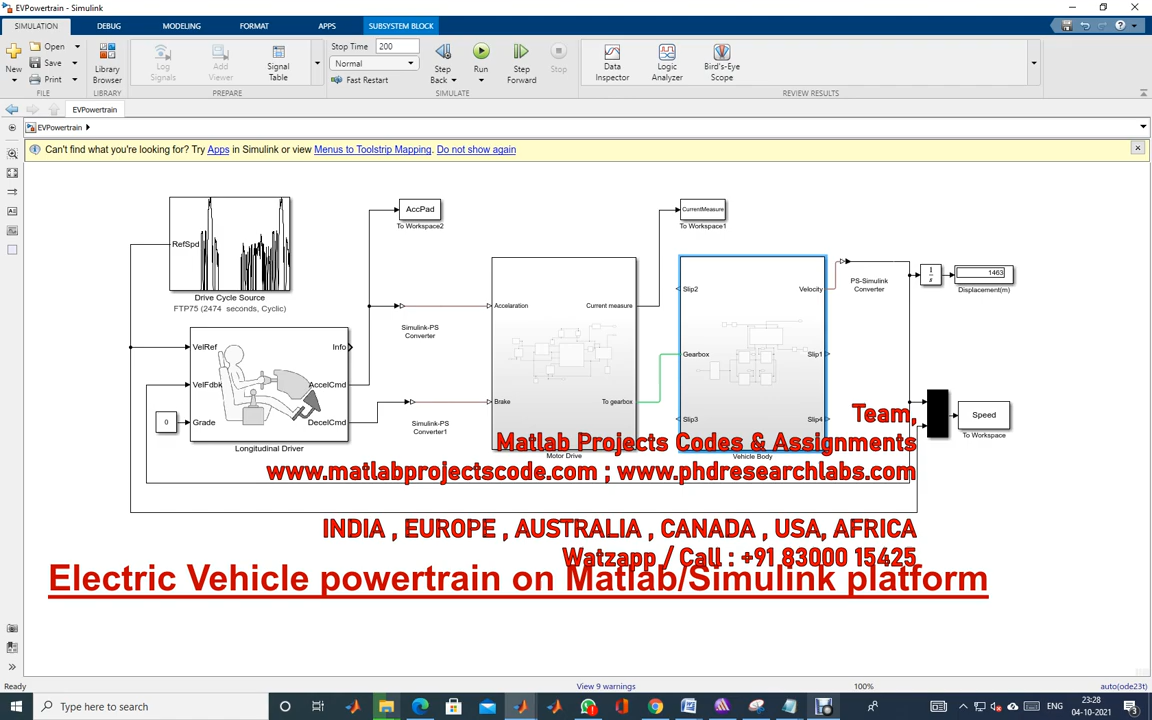 EVPowertrain - Simulink
SIMULATION
DEBUG
MODELING
FORMAT
APPS
SUBSYSTEM BLOCK
New
Open
Save
Print
FILE
Library
Browser
LIBRARY
Log
Signals
Add
Viewer
Signal
Table
PREPARE
Stop Time 200
Normal
Fast Restart
Step
Back
Run
Step
Forward
Stop
SIMULATE
Data
Inspector
Logic
Analyzer
Bird's-Eye
Scope
REVIEW RESULTS
EVPowertrain
EVPowertrain
Can't find what you're looking for? Try Apps in Simulink or view Menus to Toolstrip Mapping. Do not show again
RefSpd
Drive Cycle Source
FTP75 (2474 seconds, Cyclic)
AccPad
To Workspace2
CurrentMeasure
To Workspace1
VelRef
VelFdbk
Grade
Info
AccelCmd
DecelCmd
Longitudinal Driver
0
Simulink-PS
Converter
Simulink-PS
Converter1
Accelaration
Brake
Current measure
To gearbox
Motor Drive
Slip2
Gearbox
Slip3
Velocity
Slip1
Slip4
Vehicle Body
PS-Simulink
Converter
1
s
1463
Displacement(m)
Speed
To Workspace
Team,
Matlab Projects Codes & Assignments
www.matlabprojectscode.com ; www.phdresearchlabs.com
INDIA , EUROPE , AUSTRALIA , CANADA , USA, AFRICA
Watzapp / Call : +91 83000 15425
Electric Vehicle powertrain on Matlab/Simulink platform
Ready
View 9 warnings
100%
auto(ode23t)
Type here to search
ENG
23:28
04-10-2021
3